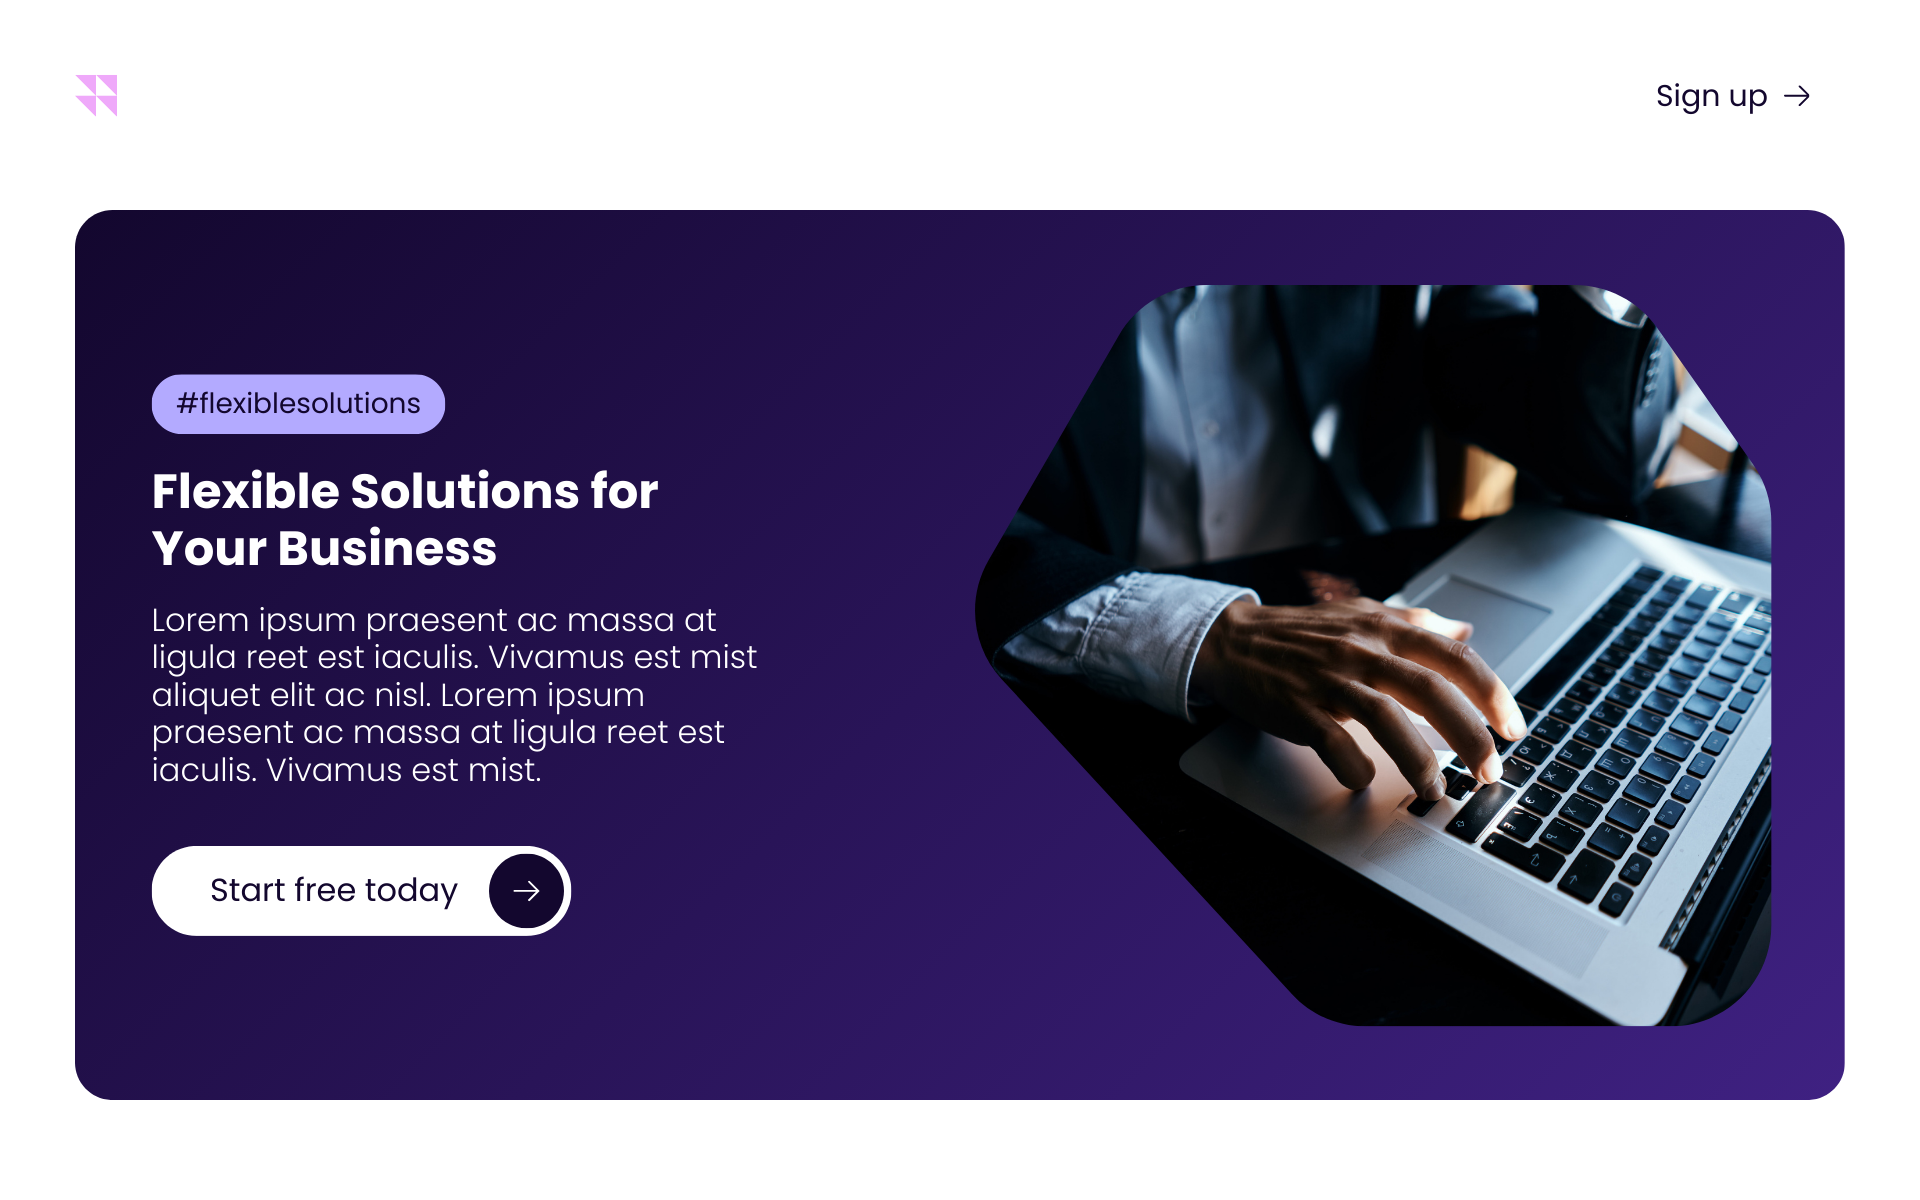 Sign up
#flexiblesolutions
Flexible Solutions for
Your Business
Lorem ipsum praesent ac massa at
ligula reet est iaculis. Vivamus est mist
aliquet elit ac nisl. Lorem ipsum
praesent ac massa at ligula reet est
iaculis. Vivamus est mist.
Start free today